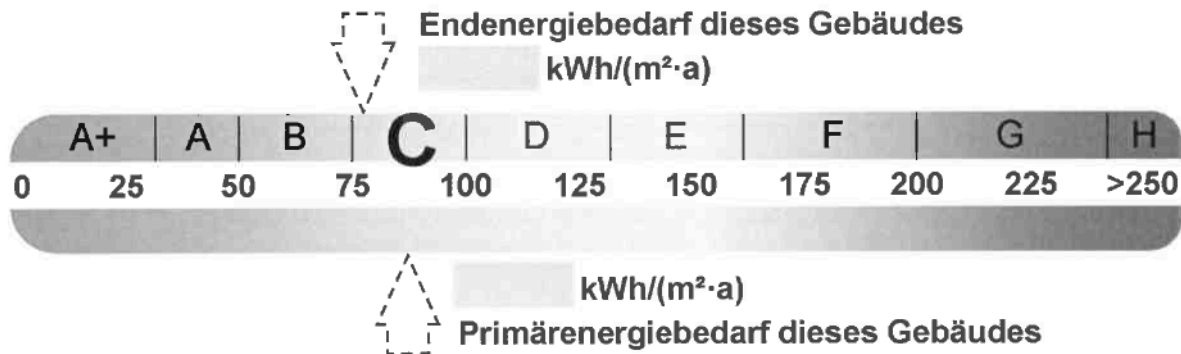 Endenergiebedarf dieses Gebäudes
kWh/(m²·a)
A+ A B C D E F G H
0 25 50 75 100 125 150 175 200 225 >250
kWh/(m²·a)
Primärenergiebedarf dieses Gebäudes